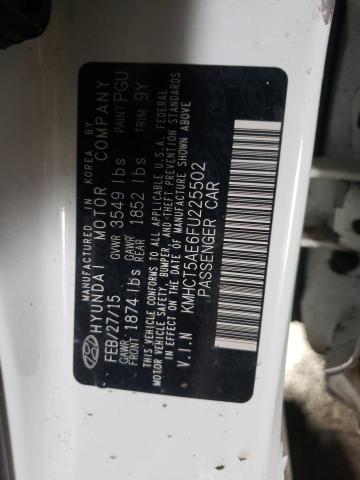 MANUFACTURED IN KOREA BY
HYUNDAI MOTOR COMPANY
FEB/27/15 GVWR 3549 lbs PAINT PGU
GAWR FRONT 1874 lbs GAWR REAR 1852 lbs TRIM 9Y
THIS VEHICLE CONFORMS TO ALL APPLICABLE U.S.A. FEDERAL
MOTOR VEHICLE SAFETY, BUMPER, AND THEFT PREVENTION STANDARDS
IN EFFECT ON THE DATE OF MANUFACTURE SHOWN ABOVE
V.I.N KMHCT5AE6FU225502
PASSENGER CAR